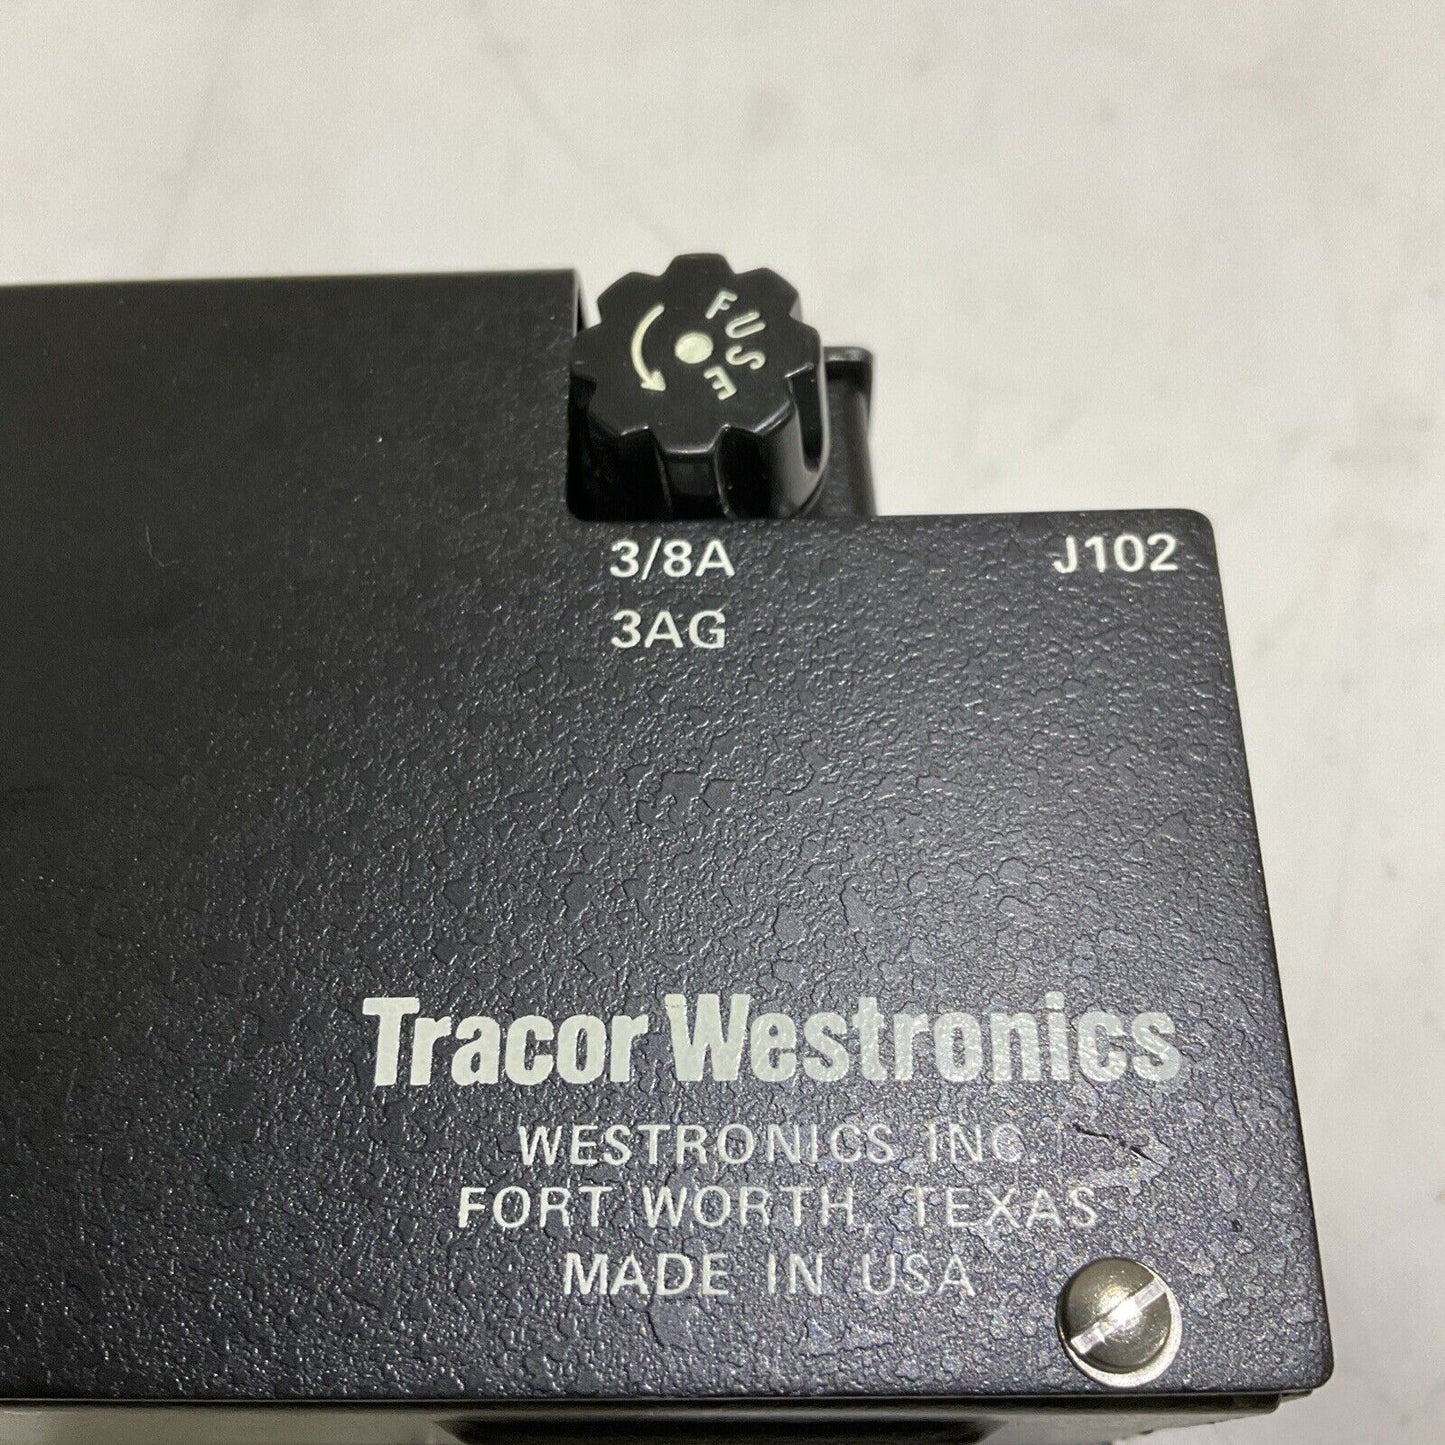 FUSE
3/8A
J102
3AG
Tracor Westronics
WESTRONICS INC.
FORT WORTH, TEXAS
MADE IN USA